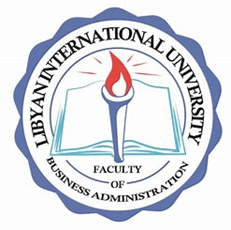 LIBYAN INTERNATIONAL UNIVERSITY
FACULTY
OF
BUSINESS ADMINISTRATION